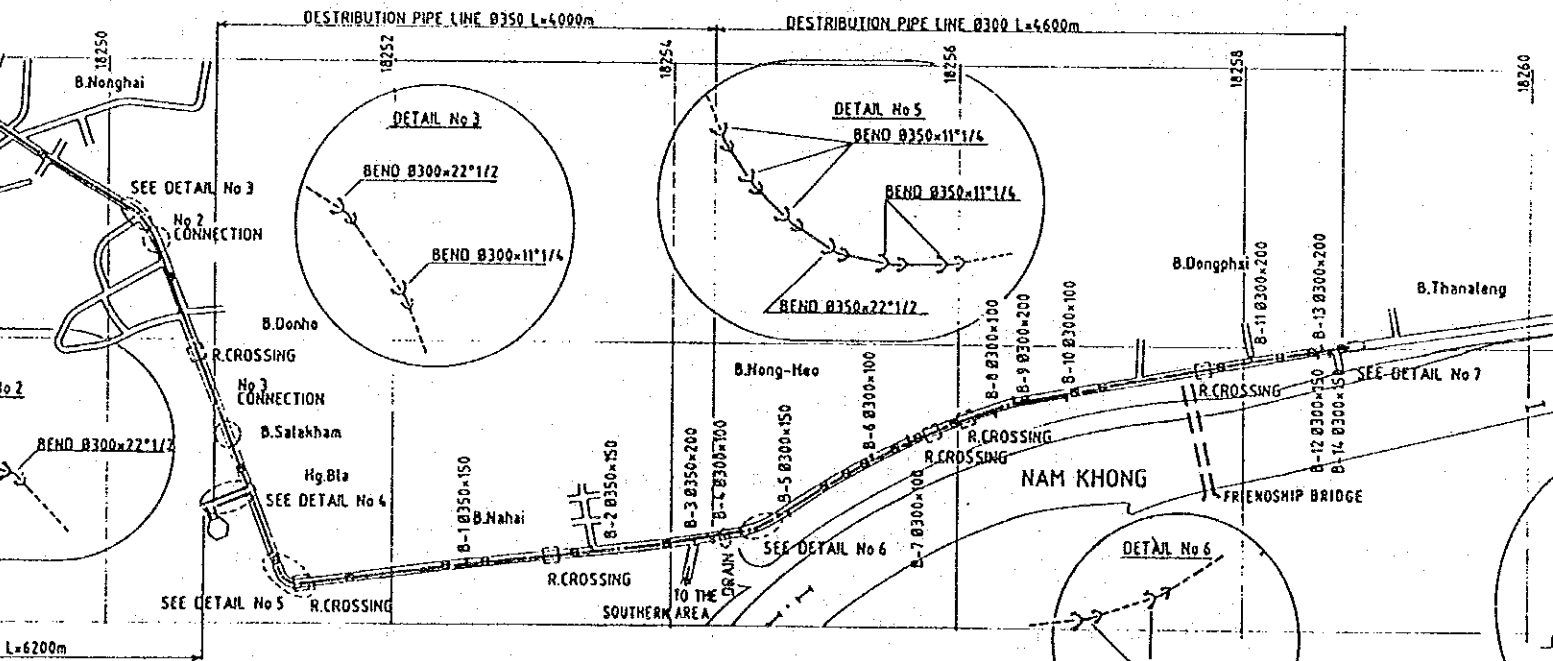 DESTRIBUTION PIPE LINE Ø350 L=4000m
DESTRIBUTION PIPE LINE Ø300 L=4600m
18250
18252
18254
18256
18258
18260
B.Nonghai
SEE DETAIL No 3
No 2
CONNECTION
DETAIL No 3
BEND Ø300×22°1/2
BEND Ø300×11°1/4
DETAIL No 5
BEND Ø350×11°1/4
BEND Ø350×11°1/4
BEND Ø350×22°1/2
B.Donho
R.CROSSING
No 3
CONNECTION
B.Salakham
Hg.Bla
SEE DETAIL No 4
No 2
BEND Ø300×22°1/2
SEE DETAIL No 5
R.CROSSING
L=6200m
B-1 Ø350×150
B.Nahai
R.CROSSING
B-2 Ø350×150
B-3 Ø350×200
B-4 Ø300×100
TO THE
SOUTHERN AREA
DRAIN
B.Hong-Heo
B-5 Ø300×150
SEE DETAIL No 6
B-6 Ø300×100
B-7 Ø300×100
B-8 Ø300×100
B-9 Ø300×200
B-10 Ø300×100
R.CROSSING
R.CROSSING
NAM KHONG
B.Dongphsi
B-11 Ø300×200
B-13 Ø300×200
B.Thanaleng
R.CROSSING
SEE DETAIL No 7
B-12 Ø300×150
B-14 Ø300×150
FRIENDSHIP BRIDGE
DETAIL No 6